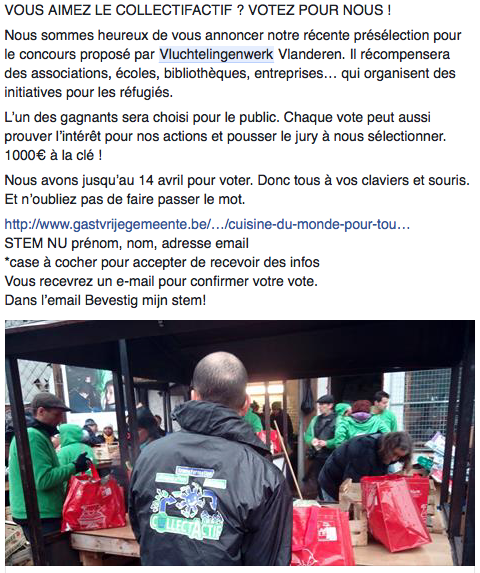 VOUS AIMEZ LE COLLECTIFACTIF ? VOTEZ POUR NOUS !
Nous sommes heureux de vous annoncer notre récente présélection pour
le concours proposé par Vluchtelingenwerk Vlanderen. Il récompensera
des associations, écoles, bibliothèques, entreprises… qui organisent des
initiatives pour les réfugiés.
L’un des gagnants sera choisi pour le public. Chaque vote peut aussi
prouver l’intérêt pour nos actions et pousser le jury à nous sélectionner.
1000€ à la clé !
Nous avons jusqu’au 14 avril pour voter. Donc tous à vos claviers et souris.
Et n’oubliez pas de faire passer le mot.
http://www.gastvrijegemeente.be/…/cuisine-du-monde-pour-tou…
STEM NU prénom, nom, adresse email
*case à cocher pour accepter de recevoir des infos
Vous recevrez un e-mail pour confirmer votre vote.
Dans l’email Bevestig mijn stem!
COLLECTACTIF